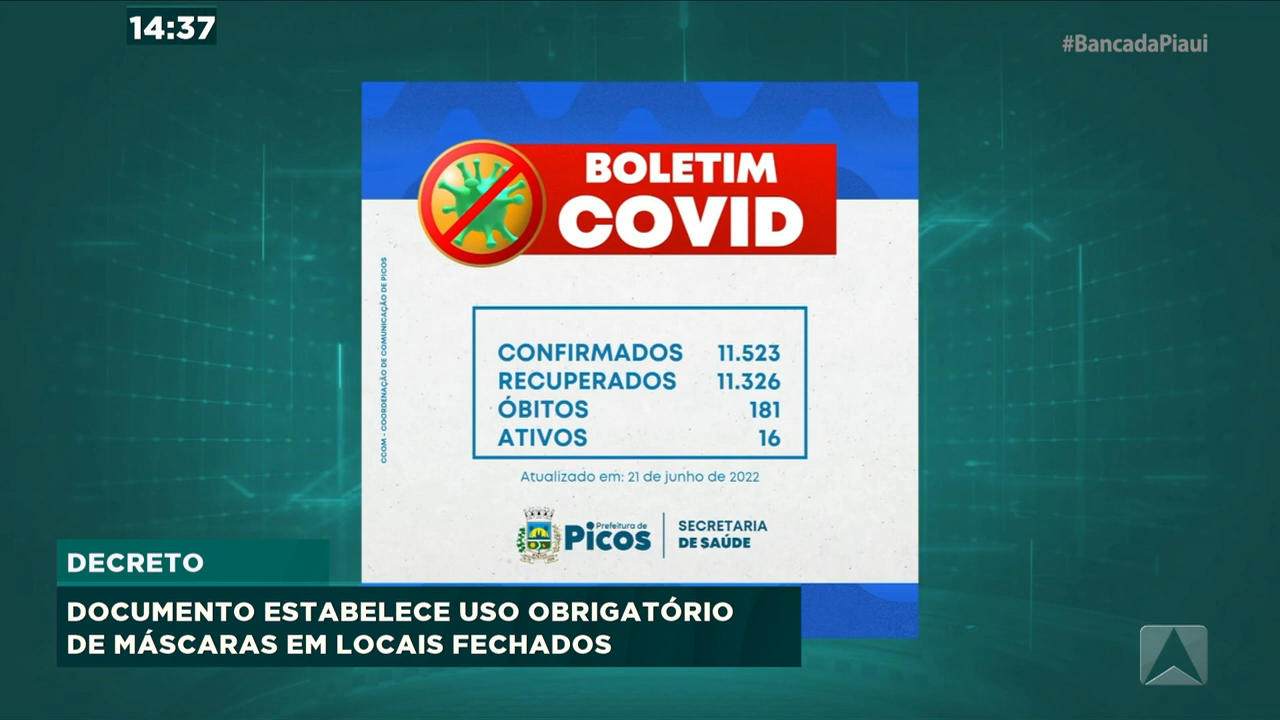 14:37
#BancadaPiaui
BOLETIM
COVID
CCOM - COORDENAÇÃO DE COMUNICAÇÃO DE PICOS
CONFIRMADOS 11.523
RECUPERADOS 11.326
ÓBITOS 181
ATIVOS 16
Atualizado em: 21 de junho de 2022
Prefeitura de
Picos
SECRETARIA
DE SAÚDE
DECRETO
DOCUMENTO ESTABELECE USO OBRIGATÓRIO
DE MÁSCARAS EM LOCAIS FECHADOS